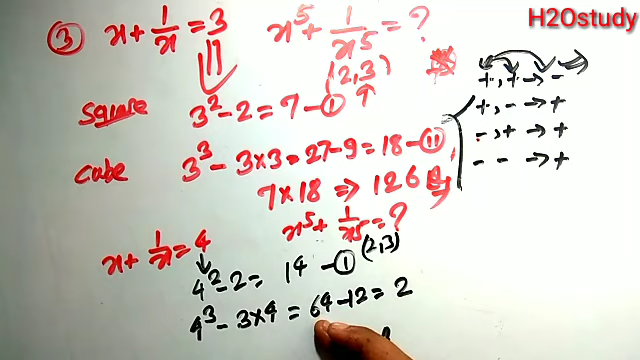 H2Ostudy
③ x + 1/x = 3 x⁵ + 1/x⁵ = ?
(2,3)
Square 3² - 2 = 7 - ①
Cube 3³ - 3×3 = 27 - 9 = 18 - ⑪
7×18 ⇒ 126
x⁵ + 1/x⁵ = ?
+, + → -
+, - → +
-, + → +
- - → +
x + 1/x = 4
4² - 2 = 14 - ① (2,3)
4³ - 3×4 = 64 - 12 = 2